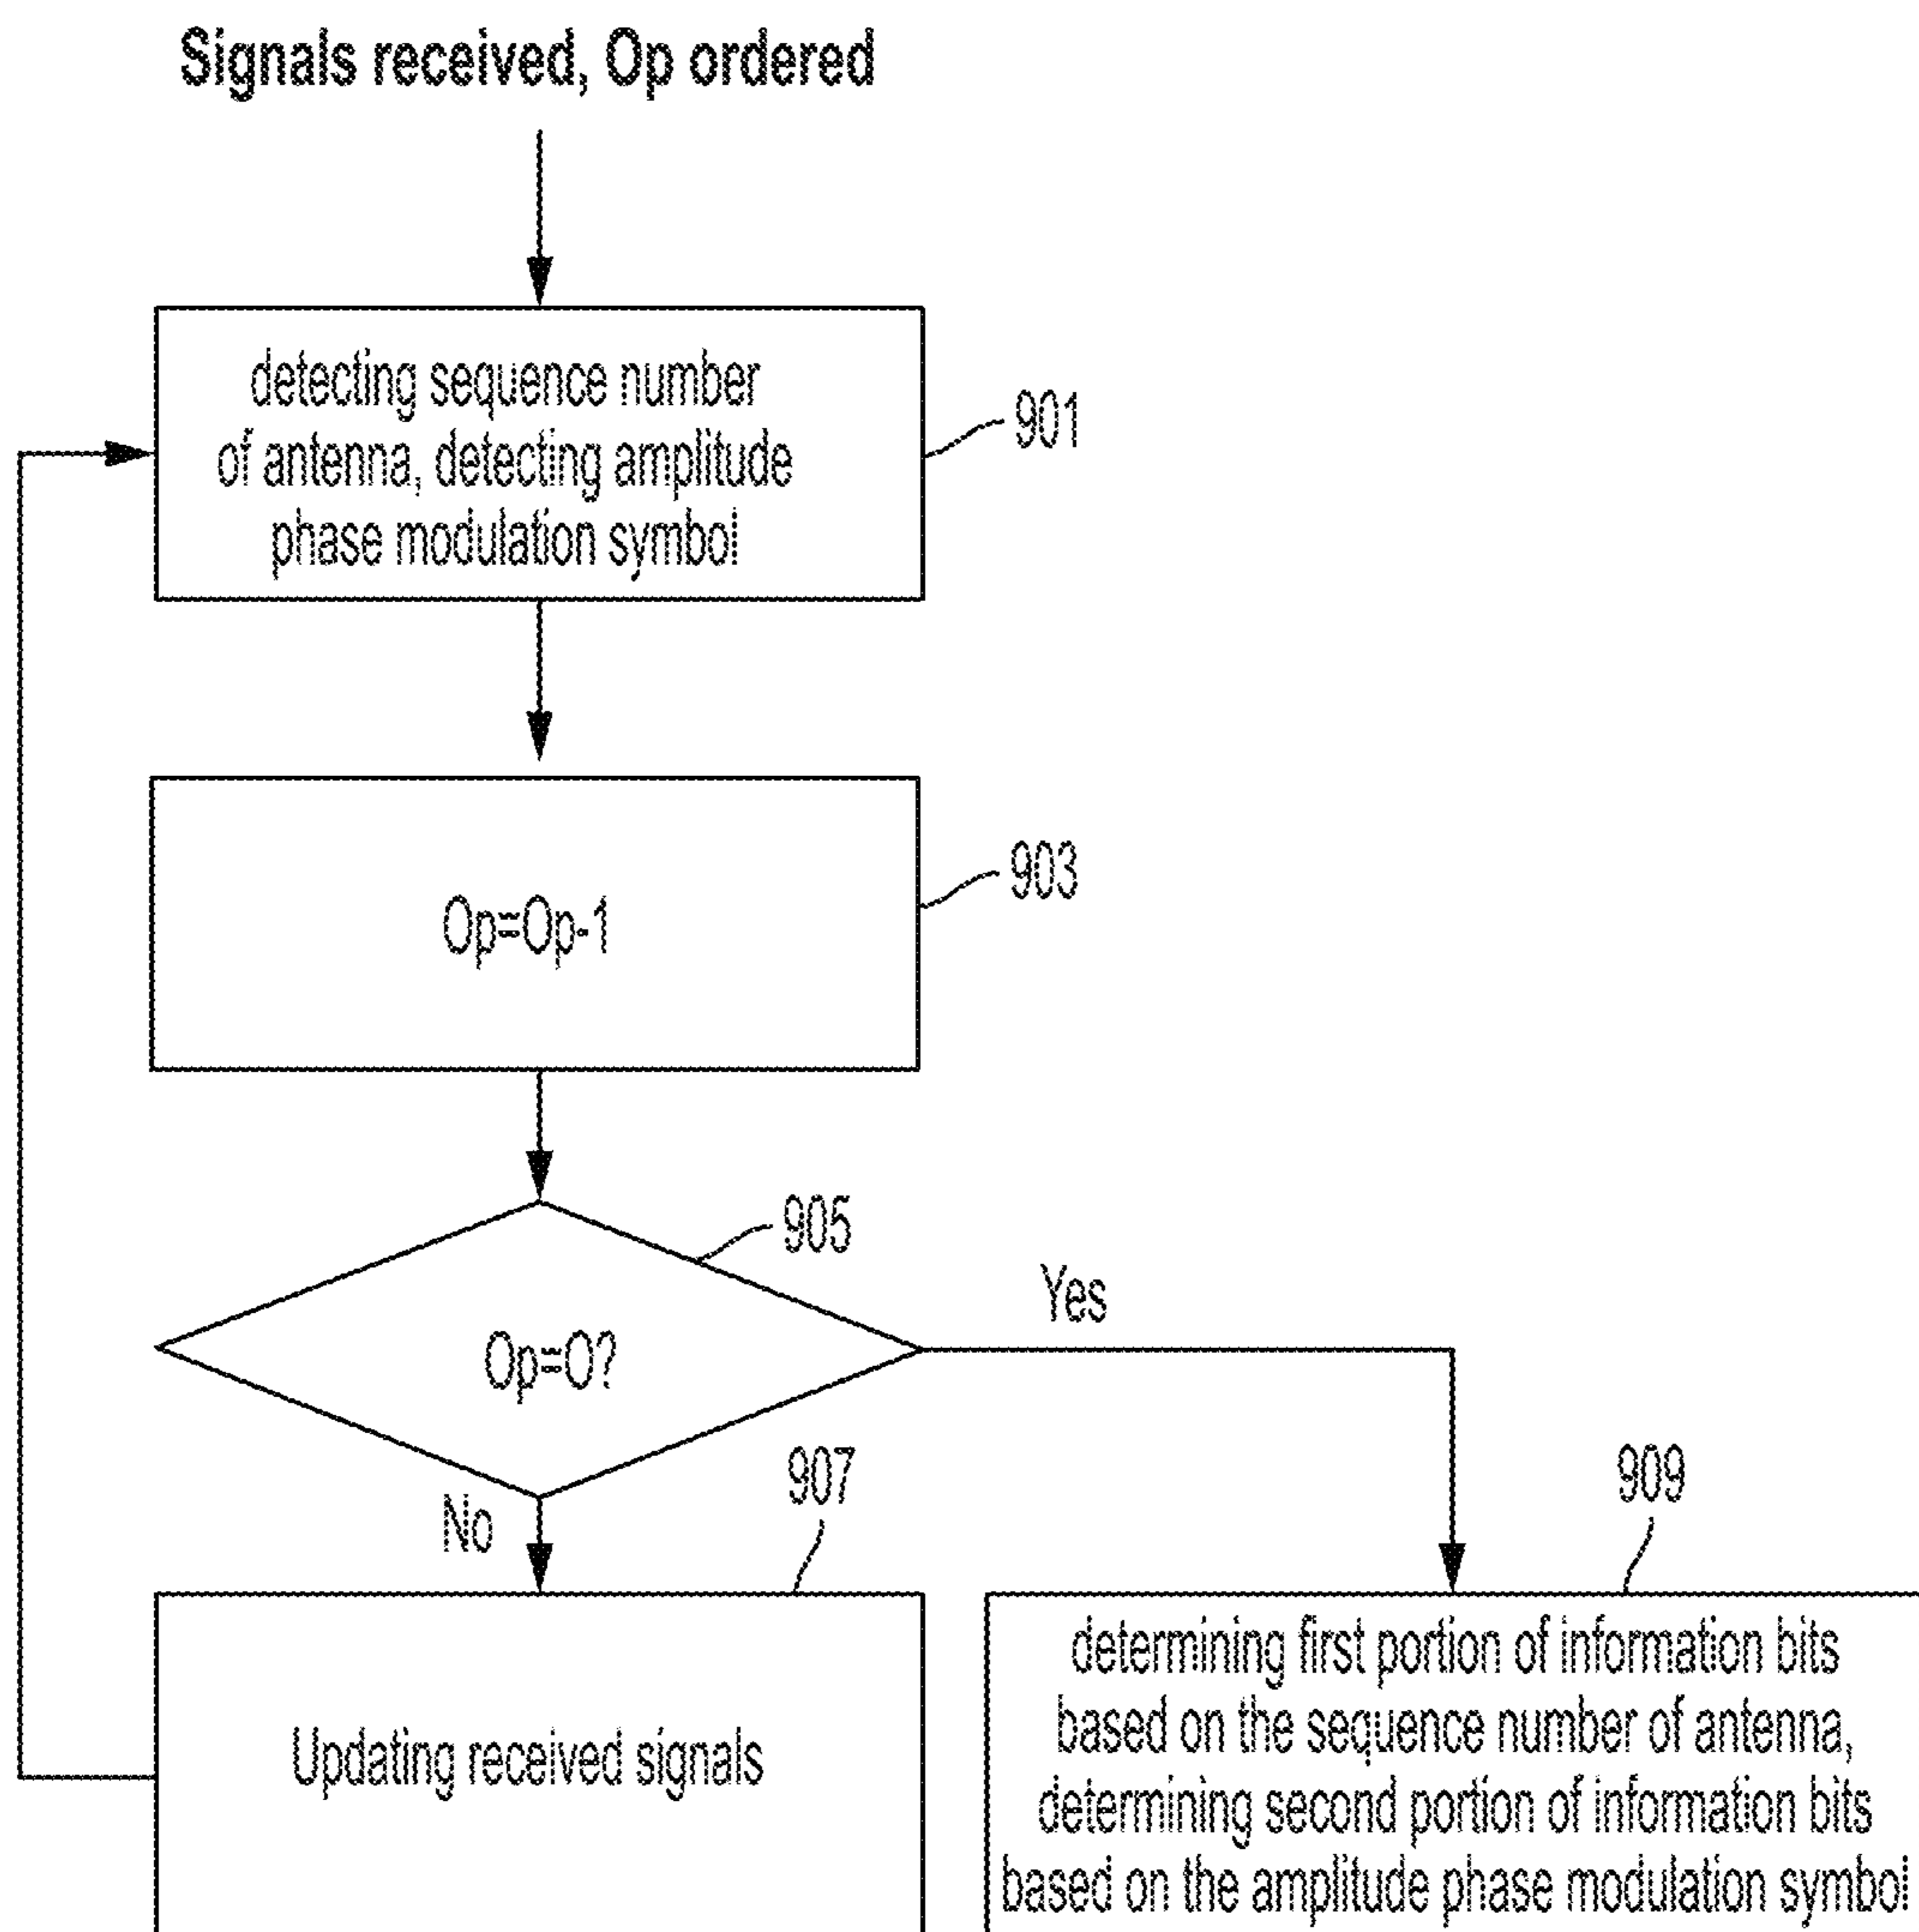 Signals received, Op ordered
detecting sequence number
of antenna, detecting amplitude
phase modulation symbol
901
Op=Op-1
903
905
Op=O?
Yes
No
907
909
Updating received signals
determining first portion of information bits
based on the sequence number of antenna,
determining second portion of information bits
based on the amplitude phase modulation symbol